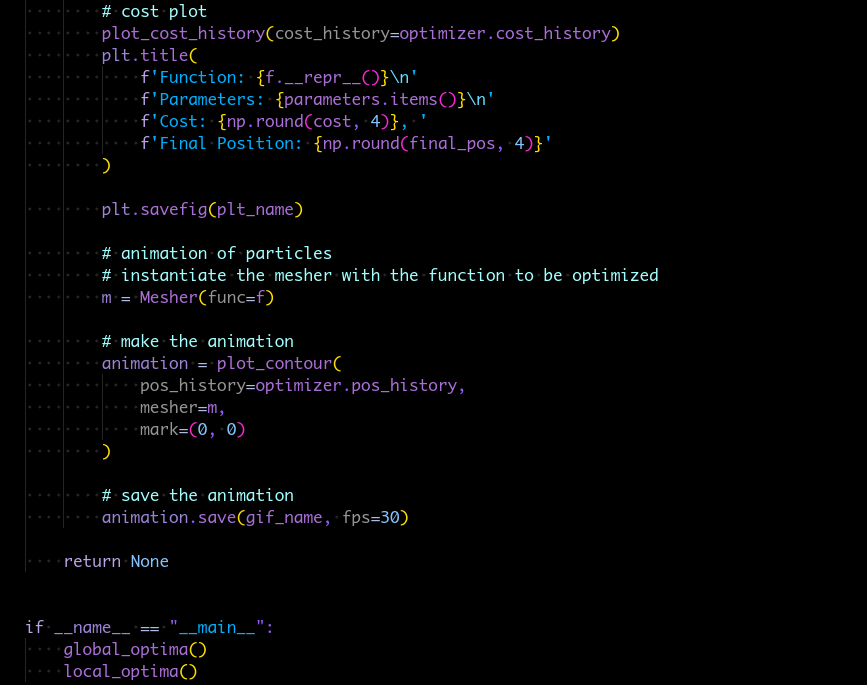 # cost plot
plot_cost_history(cost_history=optimizer.cost_history)
plt.title(
f'Function: {f.__repr__()}\n'
f'Parameters: {parameters.items()}\n'
f'Cost: {np.round(cost, 4)}, '
f'Final Position: {np.round(final_pos, 4)}'
)
plt.savefig(plt_name)
# animation of particles
# instantiate the mesher with the function to be optimized
m = Mesher(func=f)
# make the animation
animation = plot_contour(
pos_history=optimizer.pos_history,
mesher=m,
mark=(0, 0)
)
# save the animation
animation.save(gif_name, fps=30)
return None
if __name__ == "__main__":
global_optima()
local_optima()